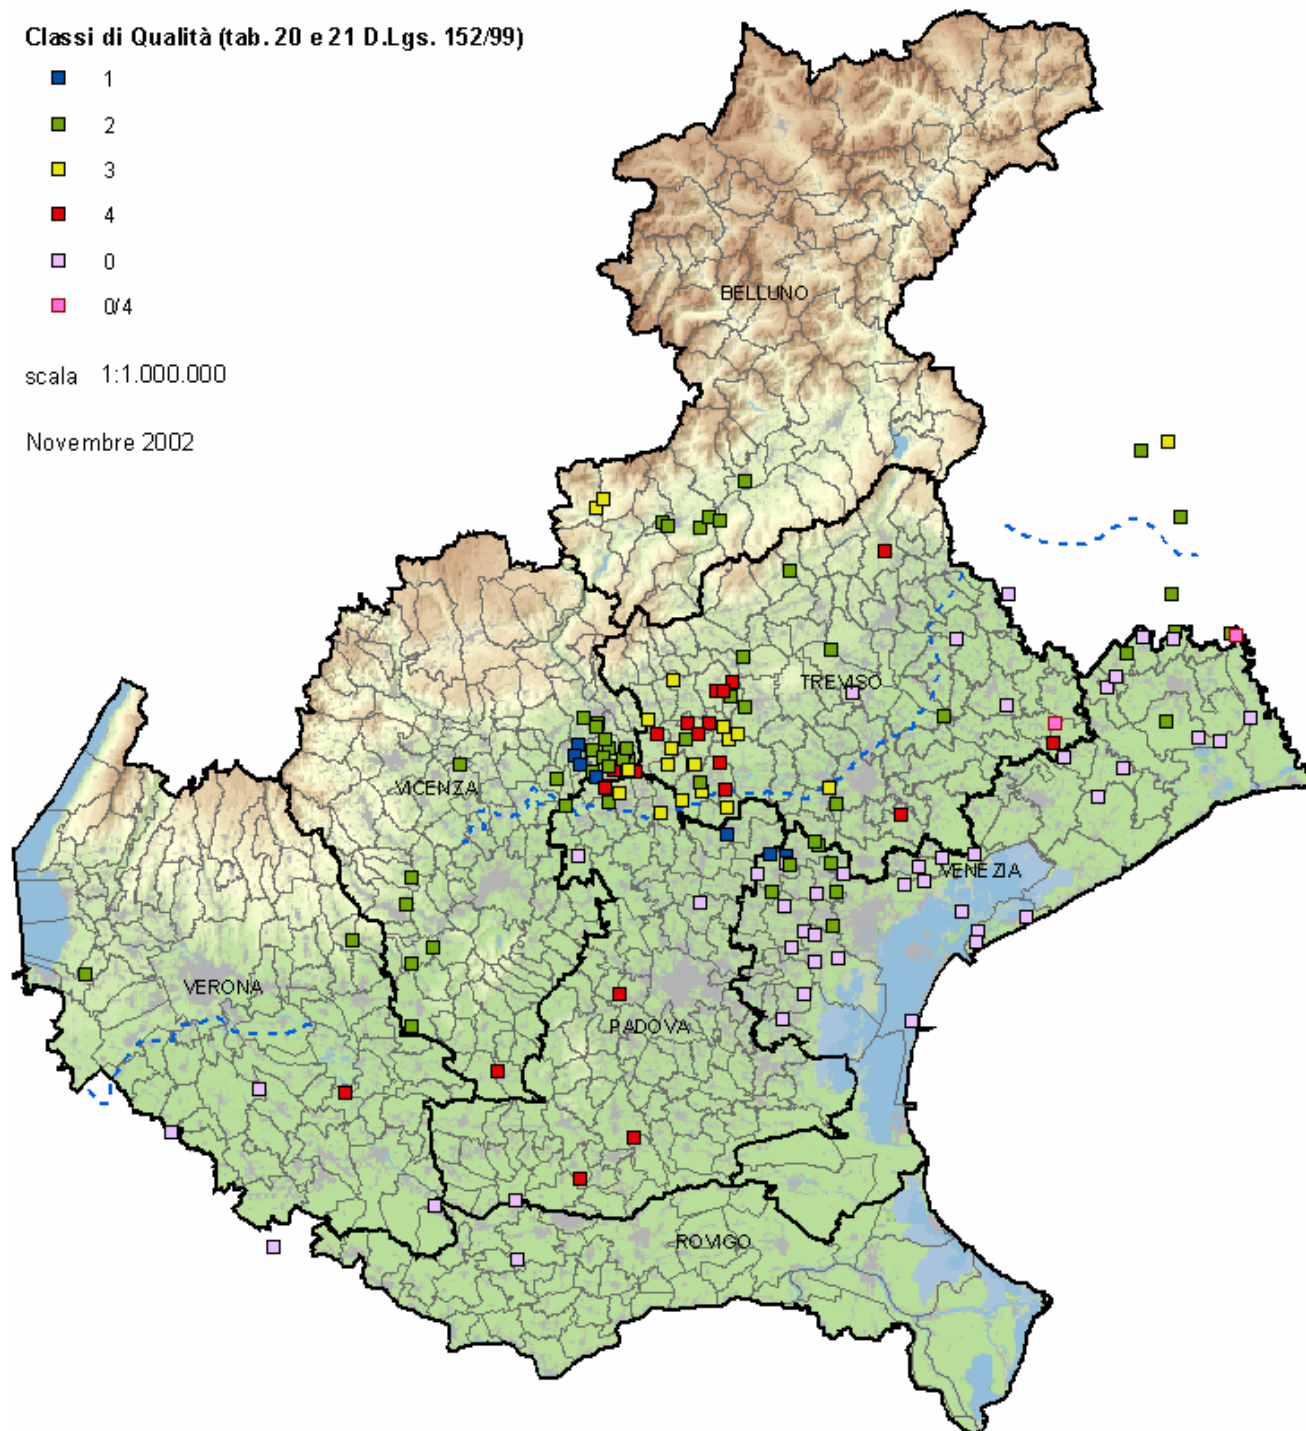 Classi di Qualità (tab. 20 e 21 D.Lgs. 152/99)
1
2
3
4
0
0/4
scala 1:1.000.000
Novembre 2002
BELLUNO
TREVISO
VICENZA
VENEZIA
VERONA
PADOVA
ROVIGO